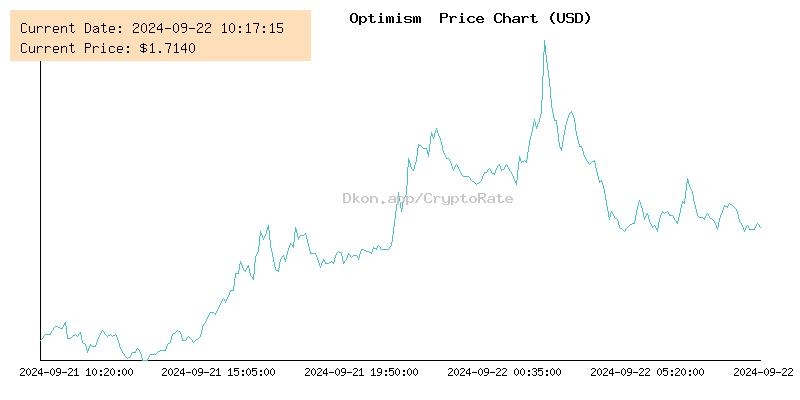 Optimism  Price Chart (USD)
Current Date: 2024-09-22 10:17:15
Current Price: $1.7140
Dkon.app/CryptoRate
2024-09-21 10:20:00 2024-09-21 15:05:00 2024-09-21 19:50:00 2024-09-22 00:35:00 2024-09-22 05:20:00 2024-09-22